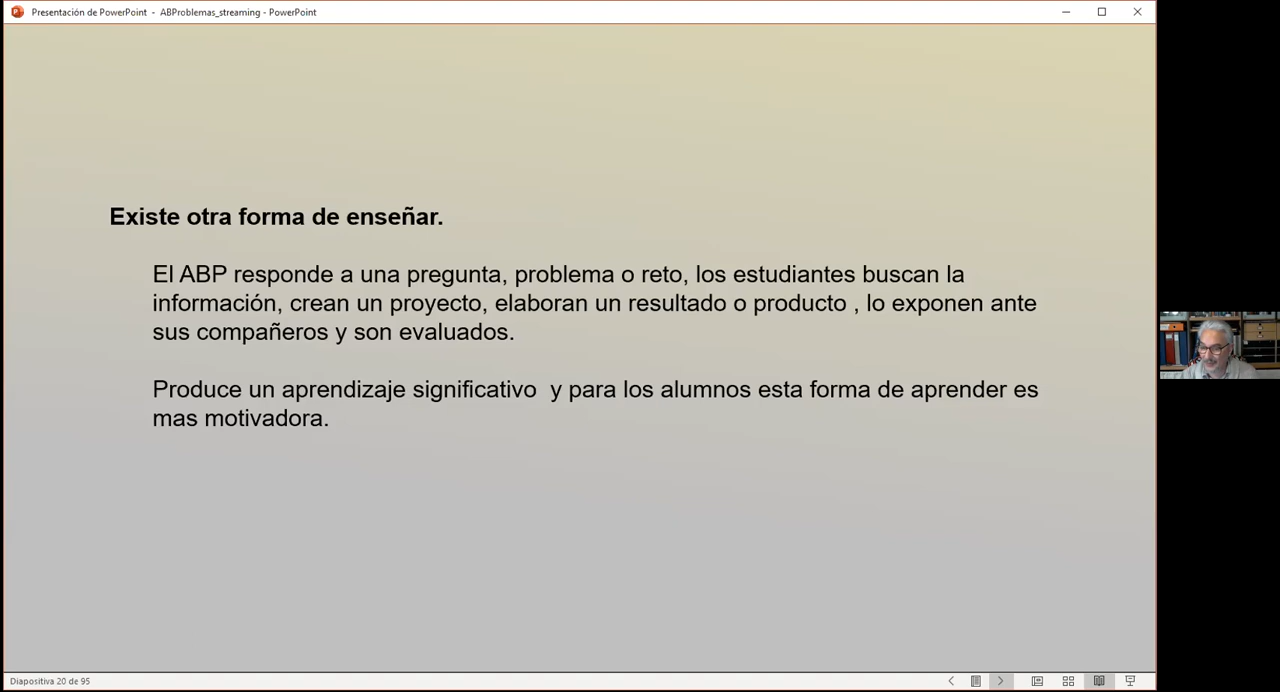 Presentación de PowerPoint - ABProblemas_streaming - PowerPoint
Existe otra forma de enseñar.
El ABP responde a una pregunta, problema o reto, los estudiantes buscan la
información, crean un proyecto, elaboran un resultado o producto , lo exponen ante
sus compañeros y son evaluados.
Produce un aprendizaje significativo  y para los alumnos esta forma de aprender es
mas motivadora.
Diapositiva 20 de 95